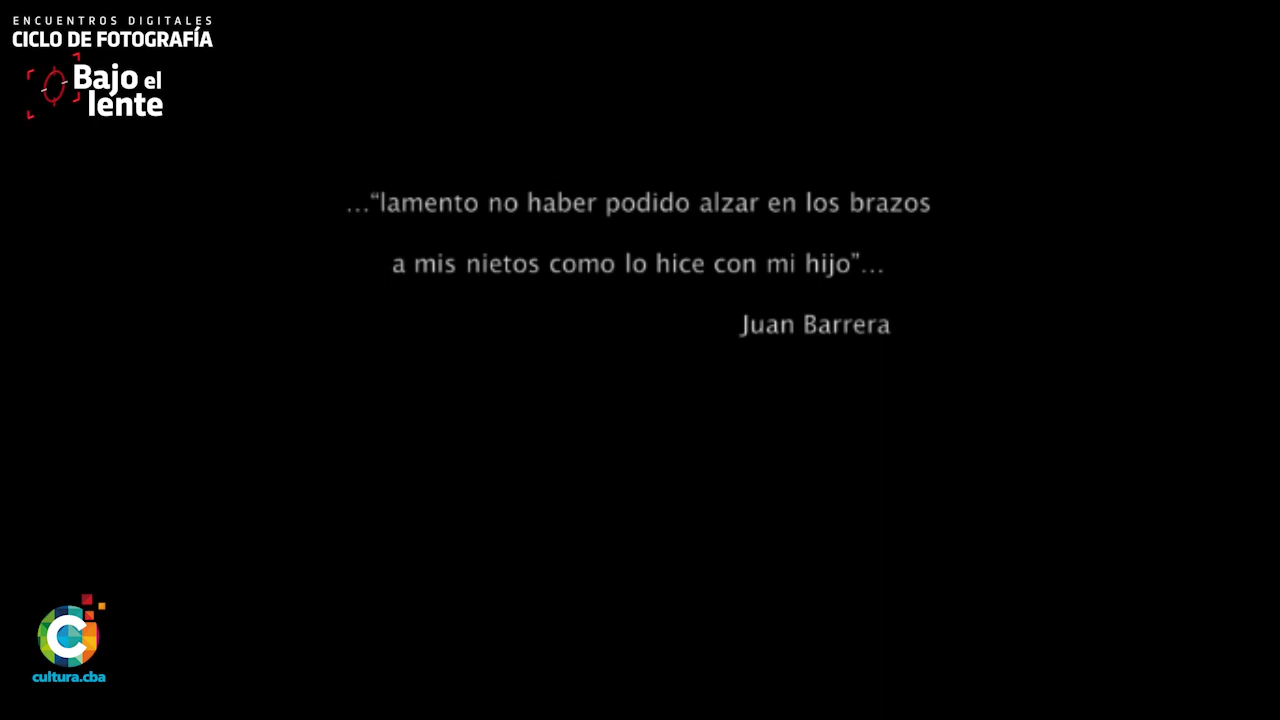 ENCUENTROS DIGITALES
CICLO DE FOTOGRAFÍA
Bajo el
lente
..."lamento no haber podido alzar en los brazos
a mis nietos como lo hice con mi hijo"...
Juan Barrera
C
cultura.cba